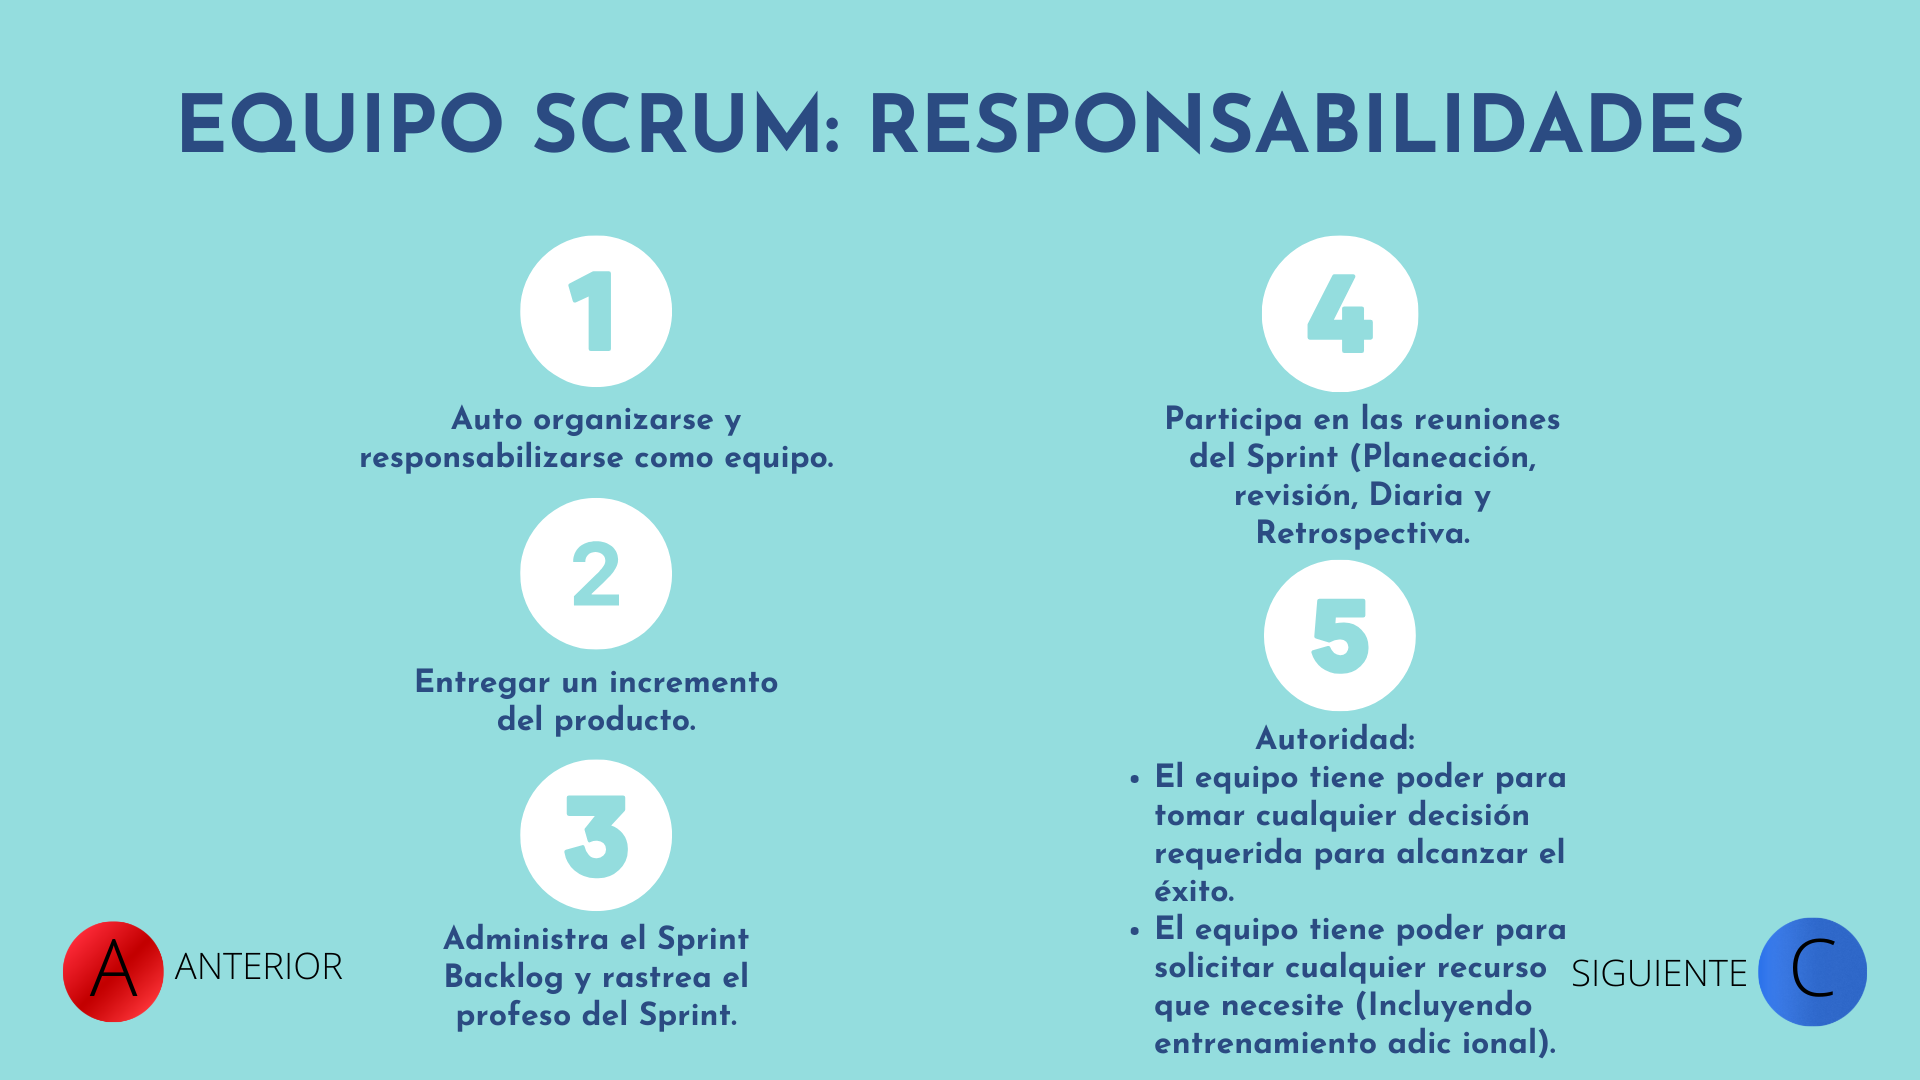 EQUIPO SCRUM: RESPONSABILIDADES
1
Auto organizarse y
responsabilizarse como equipo.
2
Entregar un incremento
del producto.
3
Administra el Sprint
Backlog y rastrea el
profeso del Sprint.
4
Participa en las reuniones
del Sprint (Planeación,
revisión, Diaria y
Retrospectiva.
5
Autoridad:
• El equipo tiene poder para
tomar cualquier decisión
requerida para alcanzar el
éxito.
• El equipo tiene poder para
solicitar cualquier recurso
que necesite (Incluyendo
entrenamiento adic ional).
A ANTERIOR
SIGUIENTE C